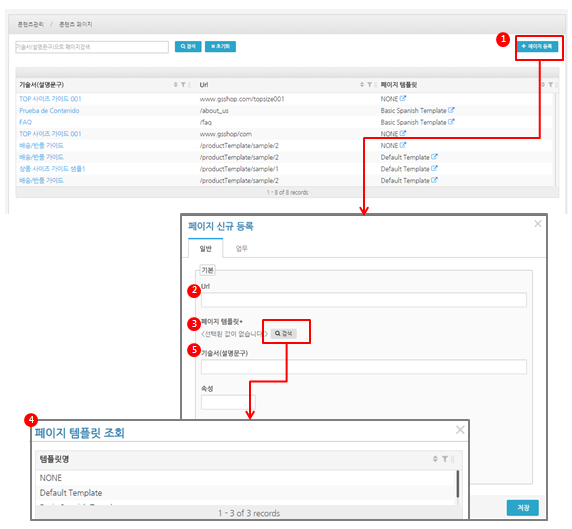 콘텐츠관리 / 콘텐츠 페이지
기술서(설명문구)으로 페이지검색 검색 초기화 1 + 페이지 등록
기술서(설명문구) Url 페이지 템플릿
TOP 사이즈 가이드 001 www.gsshop.com/topsize001 NONE
Prueba de Contenido /about_us Basic Spanish Template
FAQ /faq Basic Spanish Template
TOP 사이즈 가이드 001 www.gsshop/com NONE
배송/반품 가이드 /productTemplate/sample/2 NONE
배송/반품 가이드 /productTemplate/sample/2 Default Template
상품 사이즈 가이드 샘플1 /productTemplate/sample/1 Default Template
배송/반품 가이드 /productTemplate/sample/2 Default Template
1 - 8 of 8 records
페이지 신규 등록 ×
일반 업무
기본
2 Url
3 페이지 템플릿+
<선택된 값이 없습니다> 검색
5 기술서(설명문구)
속성
4 페이지 템플릿 조회 ×
템플릿명
NONE
Default Template
1 - 3 of 3 records
저장